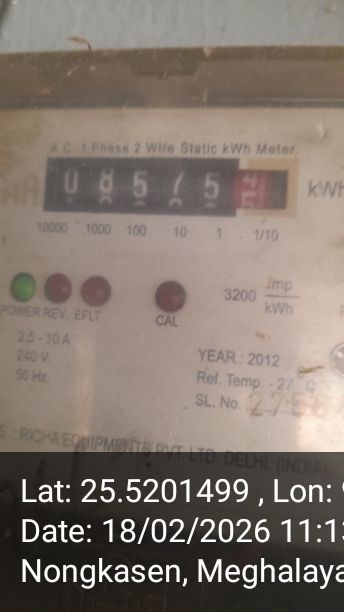 A.C. 1 Phase 2 Wire Static kWh Meter.
0 8 5 7 5
kWh
10000 1000 100 10 1 1/10
POWER REV. EFLT CAL
3200 Imp
kWh
2.5 - 10 A
240 V.
50 Hz.
YEAR : 2012
Ref. Temp. - 27 C
SL. No.
RICHA EQUIPMENTS PVT. LTD. DELHI, (INDIA)
Lat: 25.5201499 , Lon:
Date: 18/02/2026 11:13
Nongkasen, Meghalaya